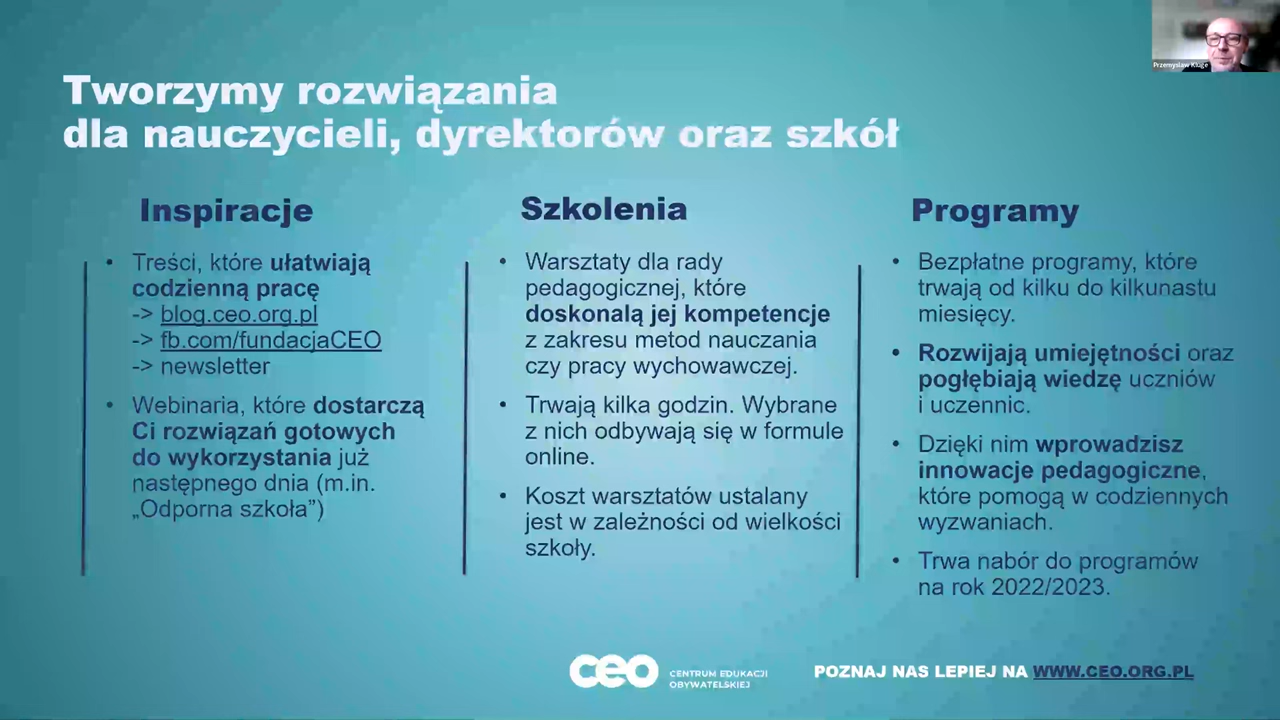 Przemysław Kluge
Tworzymy rozwiązania
dla nauczycieli, dyrektorów oraz szkół
Inspiracje
• Treści, które ułatwiają
codzienną pracę
-> blog.ceo.org.pl
-> fb.com/fundacjaCEO
-> newsletter
• Webinaria, które dostarczą
Ci rozwiązań gotowych
do wykorzystania już
następnego dnia (m.in.
„Odporna szkoła”)
Szkolenia
• Warsztaty dla rady
pedagogicznej, które
doskonalą jej kompetencje
z zakresu metod nauczania
czy pracy wychowawczej.
• Trwają kilka godzin. Wybrane
z nich odbywają się w formule
online.
• Koszt warsztatów ustalany
jest w zależności od wielkości
szkoły.
Programy
• Bezpłatne programy, które
trwają od kilku do kilkunastu
miesięcy.
• Rozwijają umiejętności oraz
pogłębiają wiedzę uczniów
i uczennic.
• Dzięki nim wprowadzisz
innowacje pedagogiczne,
które pomogą w codziennych
wyzwaniach.
• Trwa nabór do programów
na rok 2022/2023.
ceo CENTRUM EDUKACJI
OBYWATELSKIEJ
POZNAJ NAS LEPIEJ NA WWW.CEO.ORG.PL